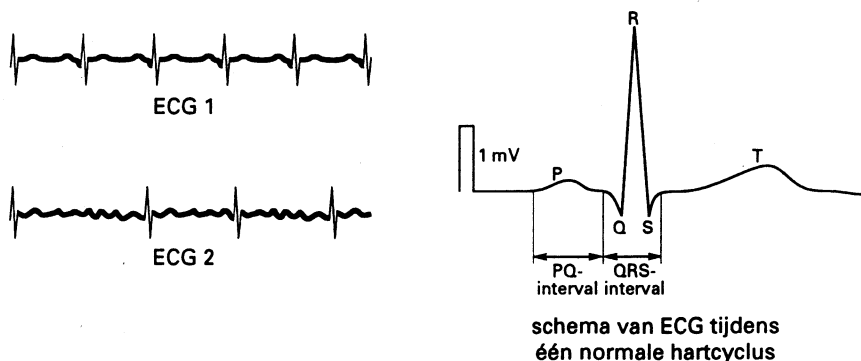 ECG 1
ECG 2
R
1 mV
P
T
Q
S
PQ-
interval
QRS-
interval
schema van ECG tijdens
één normale hartcyclus